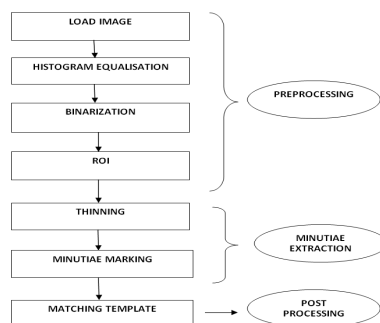 LOAD IMAGE
HISTOGRAM EQUALISATION
PREPROCESSING
BINARIZATION
ROI
THINNING
MINUTIAE
EXTRACTION
MINUTIAE MARKING
MATCHING TEMPLATE
POST
PROCESSING